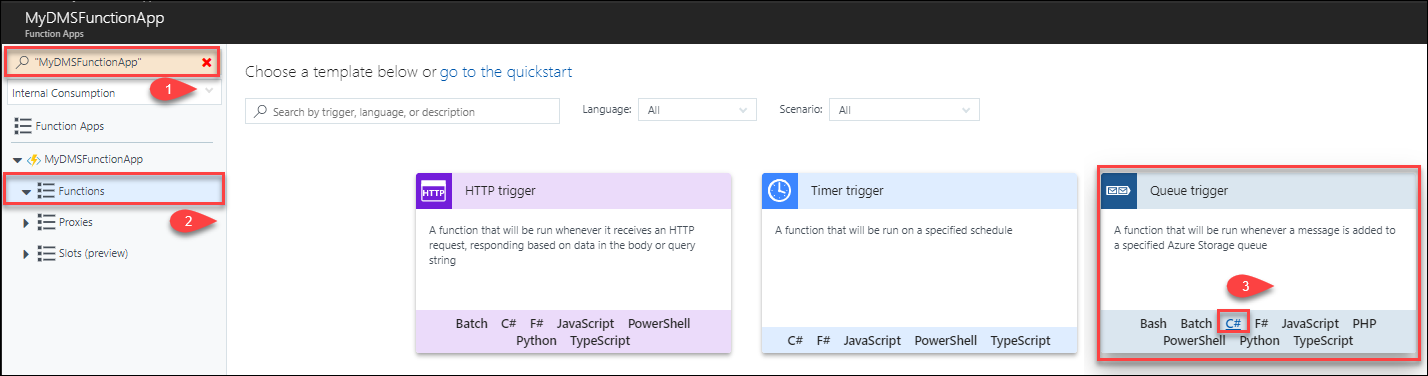 MyDMSFunctionApp
Function Apps
"MyDMSFunctionApp"
1
Internal Consumption
Function Apps
MyDMSFunctionApp
Functions
2
Proxies
Slots (preview)
Choose a template below or go to the quickstart
Search by trigger, language, or description
Language: All
Scenario: All
HTTP
HTTP trigger
A function that will be run whenever it receives an HTTP
request, responding based on data in the body or query
string
Batch C# F# JavaScript PowerShell
Python TypeScript
Timer trigger
A function that will be run on a specified schedule
C# F# JavaScript PowerShell TypeScript
Queue trigger
A function that will be run whenever a message is added to
a specified Azure Storage queue
3
Bash Batch C# F# JavaScript PHP
PowerShell Python TypeScript